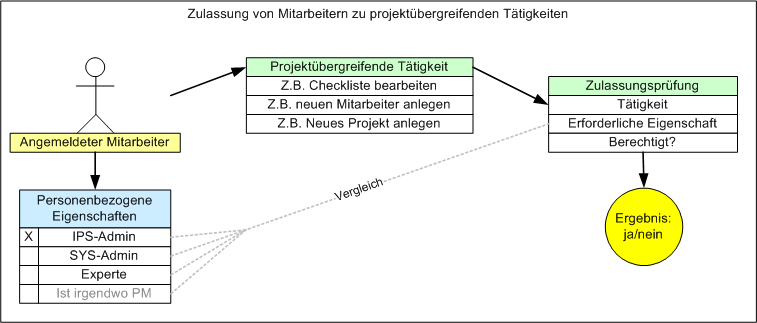 Zulassung von Mitarbeitern zu projektübergreifenden Tätigkeiten
Angemeldeter Mitarbeiter
Projektübergreifende Tätigkeit
Z.B. Checkliste bearbeiten
Z.B. neuen Mitarbeiter anlegen
Z.B. Neues Projekt anlegen
Zulassungsprüfung
Tätigkeit
Erforderliche Eigenschaft
Berechtigt?
Personenbezogene
Eigenschaften
X IPS-Admin
SYS-Admin
Experte
Ist irgendwo PM
Vergleich
Ergebnis:
ja/nein